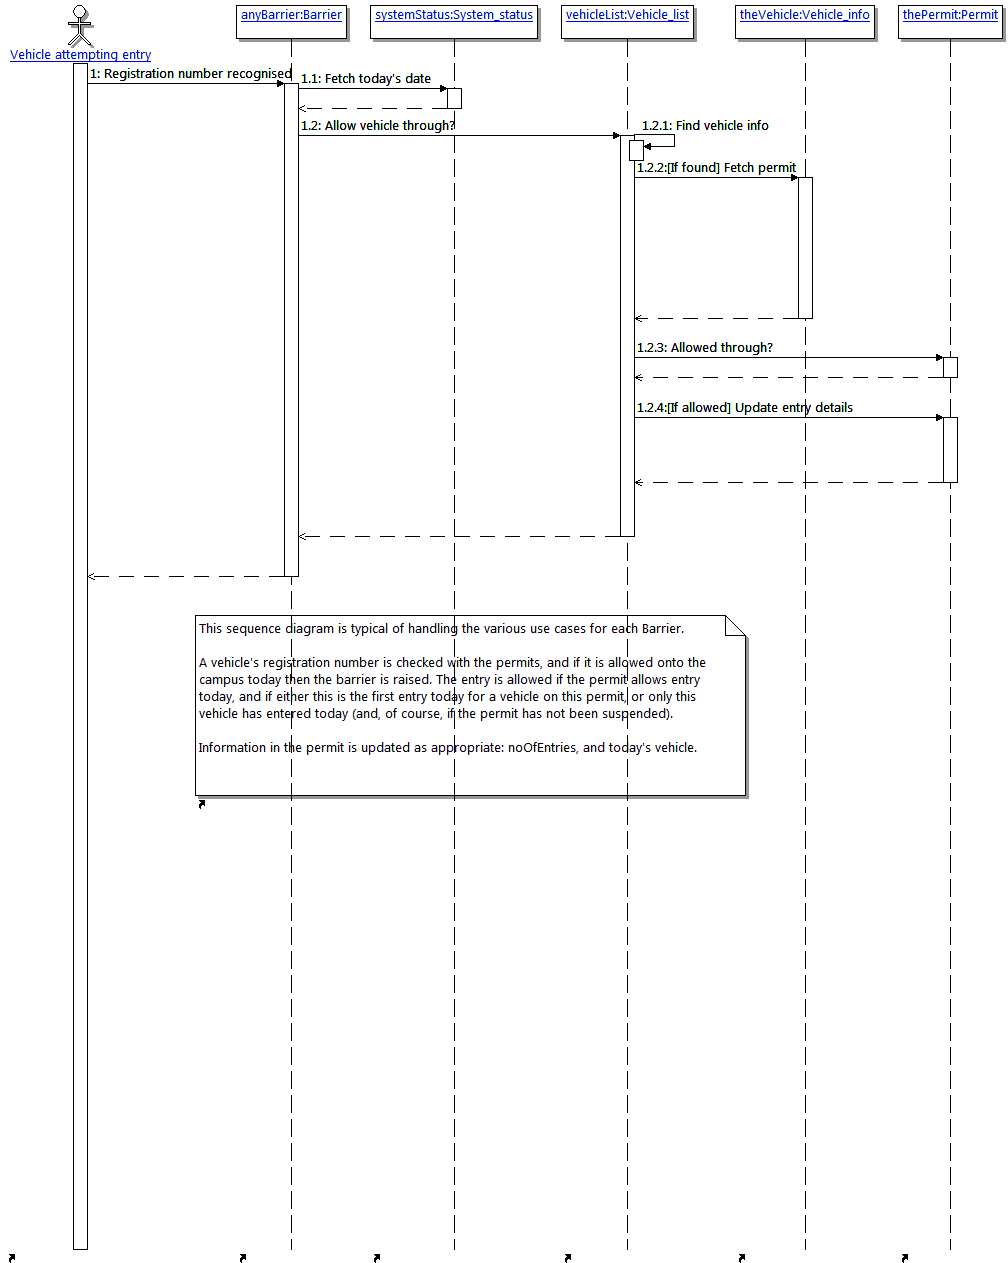 anyBarrier:Barrier
systemStatus:System_status
vehicleList:Vehicle_list
theVehicle:Vehicle_info
thePermit:Permit
Vehicle attempting entry
1: Registration number recognised
1.1: Fetch today's date
1.2: Allow vehicle through?
1.2.1: Find vehicle info
1.2.2:[If found] Fetch permit
1.2.3: Allowed through?
1.2.4:[If allowed] Update entry details
This sequence diagram is typical of handling the various use cases for each Barrier.
A vehicle's registration number is checked with the permits, and if it is allowed onto the
campus today then the barrier is raised. The entry is allowed if the permit allows entry
today, and if either this is the first entry today for a vehicle on this permit, or only this
vehicle has entered today (and, of course, if the permit has not been suspended).
Information in the permit is updated as appropriate: noOfEntries, and today's vehicle.